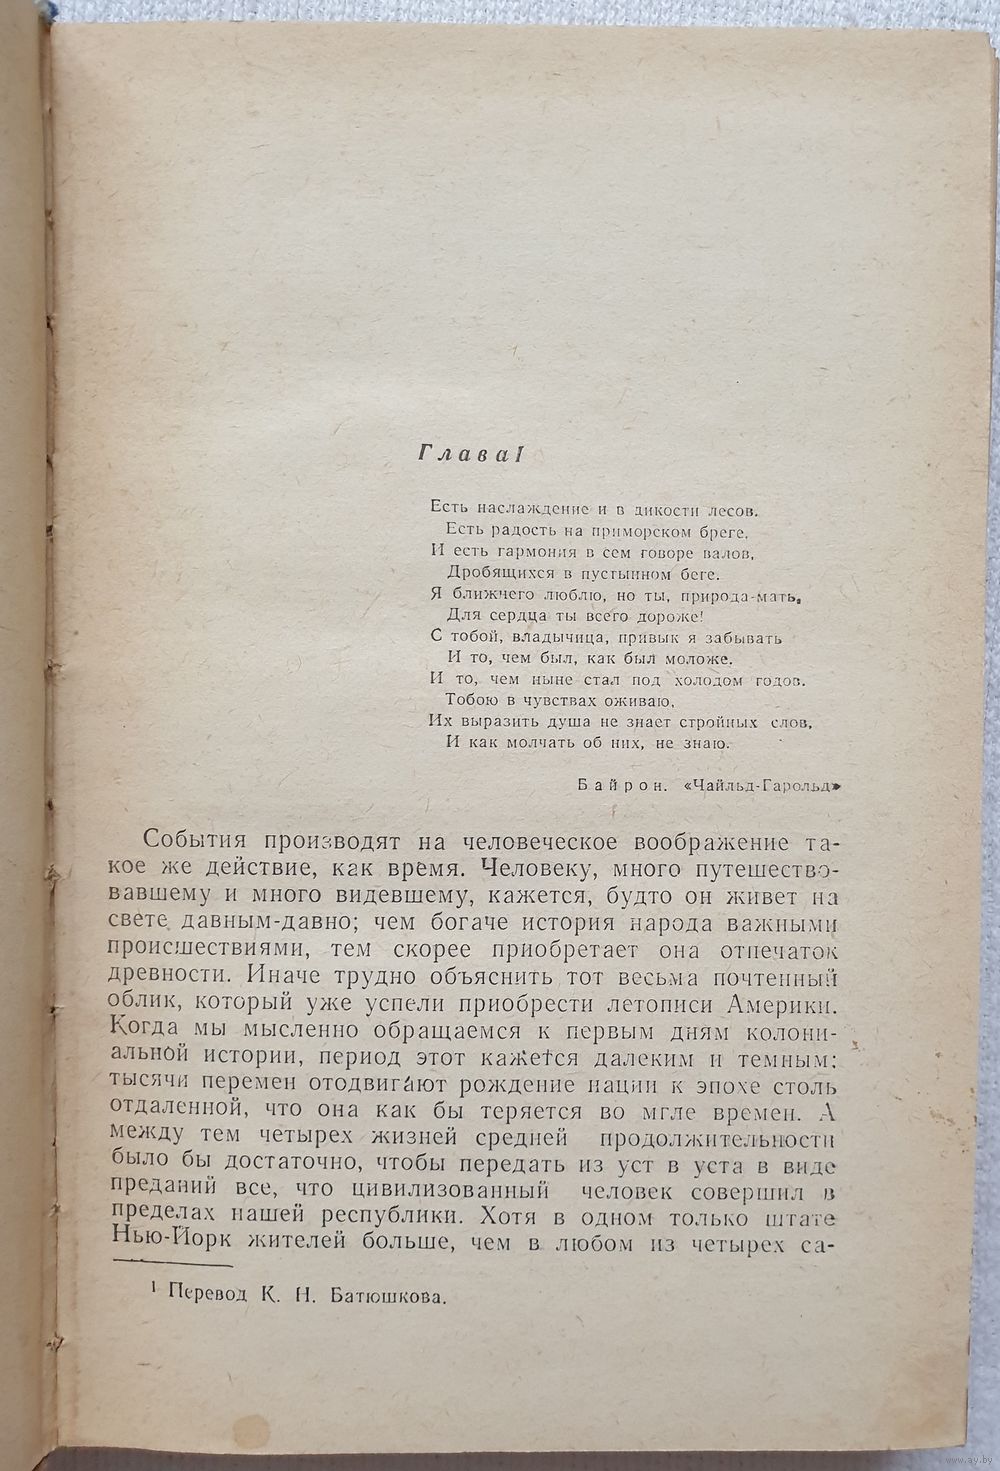 Глава I
Есть наслаждение и в дикости лесов.
Есть радость на приморском бреге,
И есть гармония в сем говоре валов,
Дробящихся в пустынном беге.
Я ближнего люблю, но ты, природа-мать,
Для сердца ты всего дороже!
С тобой, владычица, привык я забывать
И то, чем был, как был моложе,
И то, чем ныне стал под холодом годов.
Тобою в чувствах оживаю,
Их выразить душа не знает стройных слов,
И как молчать об них, не знаю.
Байрон. «Чайльд-Гарольд»
События производят на человеческое воображение та-
кое же действие, как время. Человеку, много путешество-
вавшему и много видевшему, кажется, будто он живет на
свете давным-давно; чем богаче история народа важными
происшествиями, тем скорее приобретает она отпечаток
древности. Иначе трудно объяснить тот весьма почтенный
облик, который уже успели приобрести летописи Америки.
Когда мы мысленно обращаемся к первым дням колони-
альной истории, период этот кажется далеким и темным;
тысячи перемен отодвигают рождение нации к эпохе столь
отдаленной, что она как бы теряется во мгле времен. А
между тем четырех жизней средней продолжительности
было бы достаточно, чтобы передать из уст в уста в виде
преданий все, что цивилизованный человек совершил в
пределах нашей республики. Хотя в одном только штате
Нью-Йорк жителей больше, чем в любом из четырех са-
1 Перевод К. Н. Батюшкова.
www.ay.by